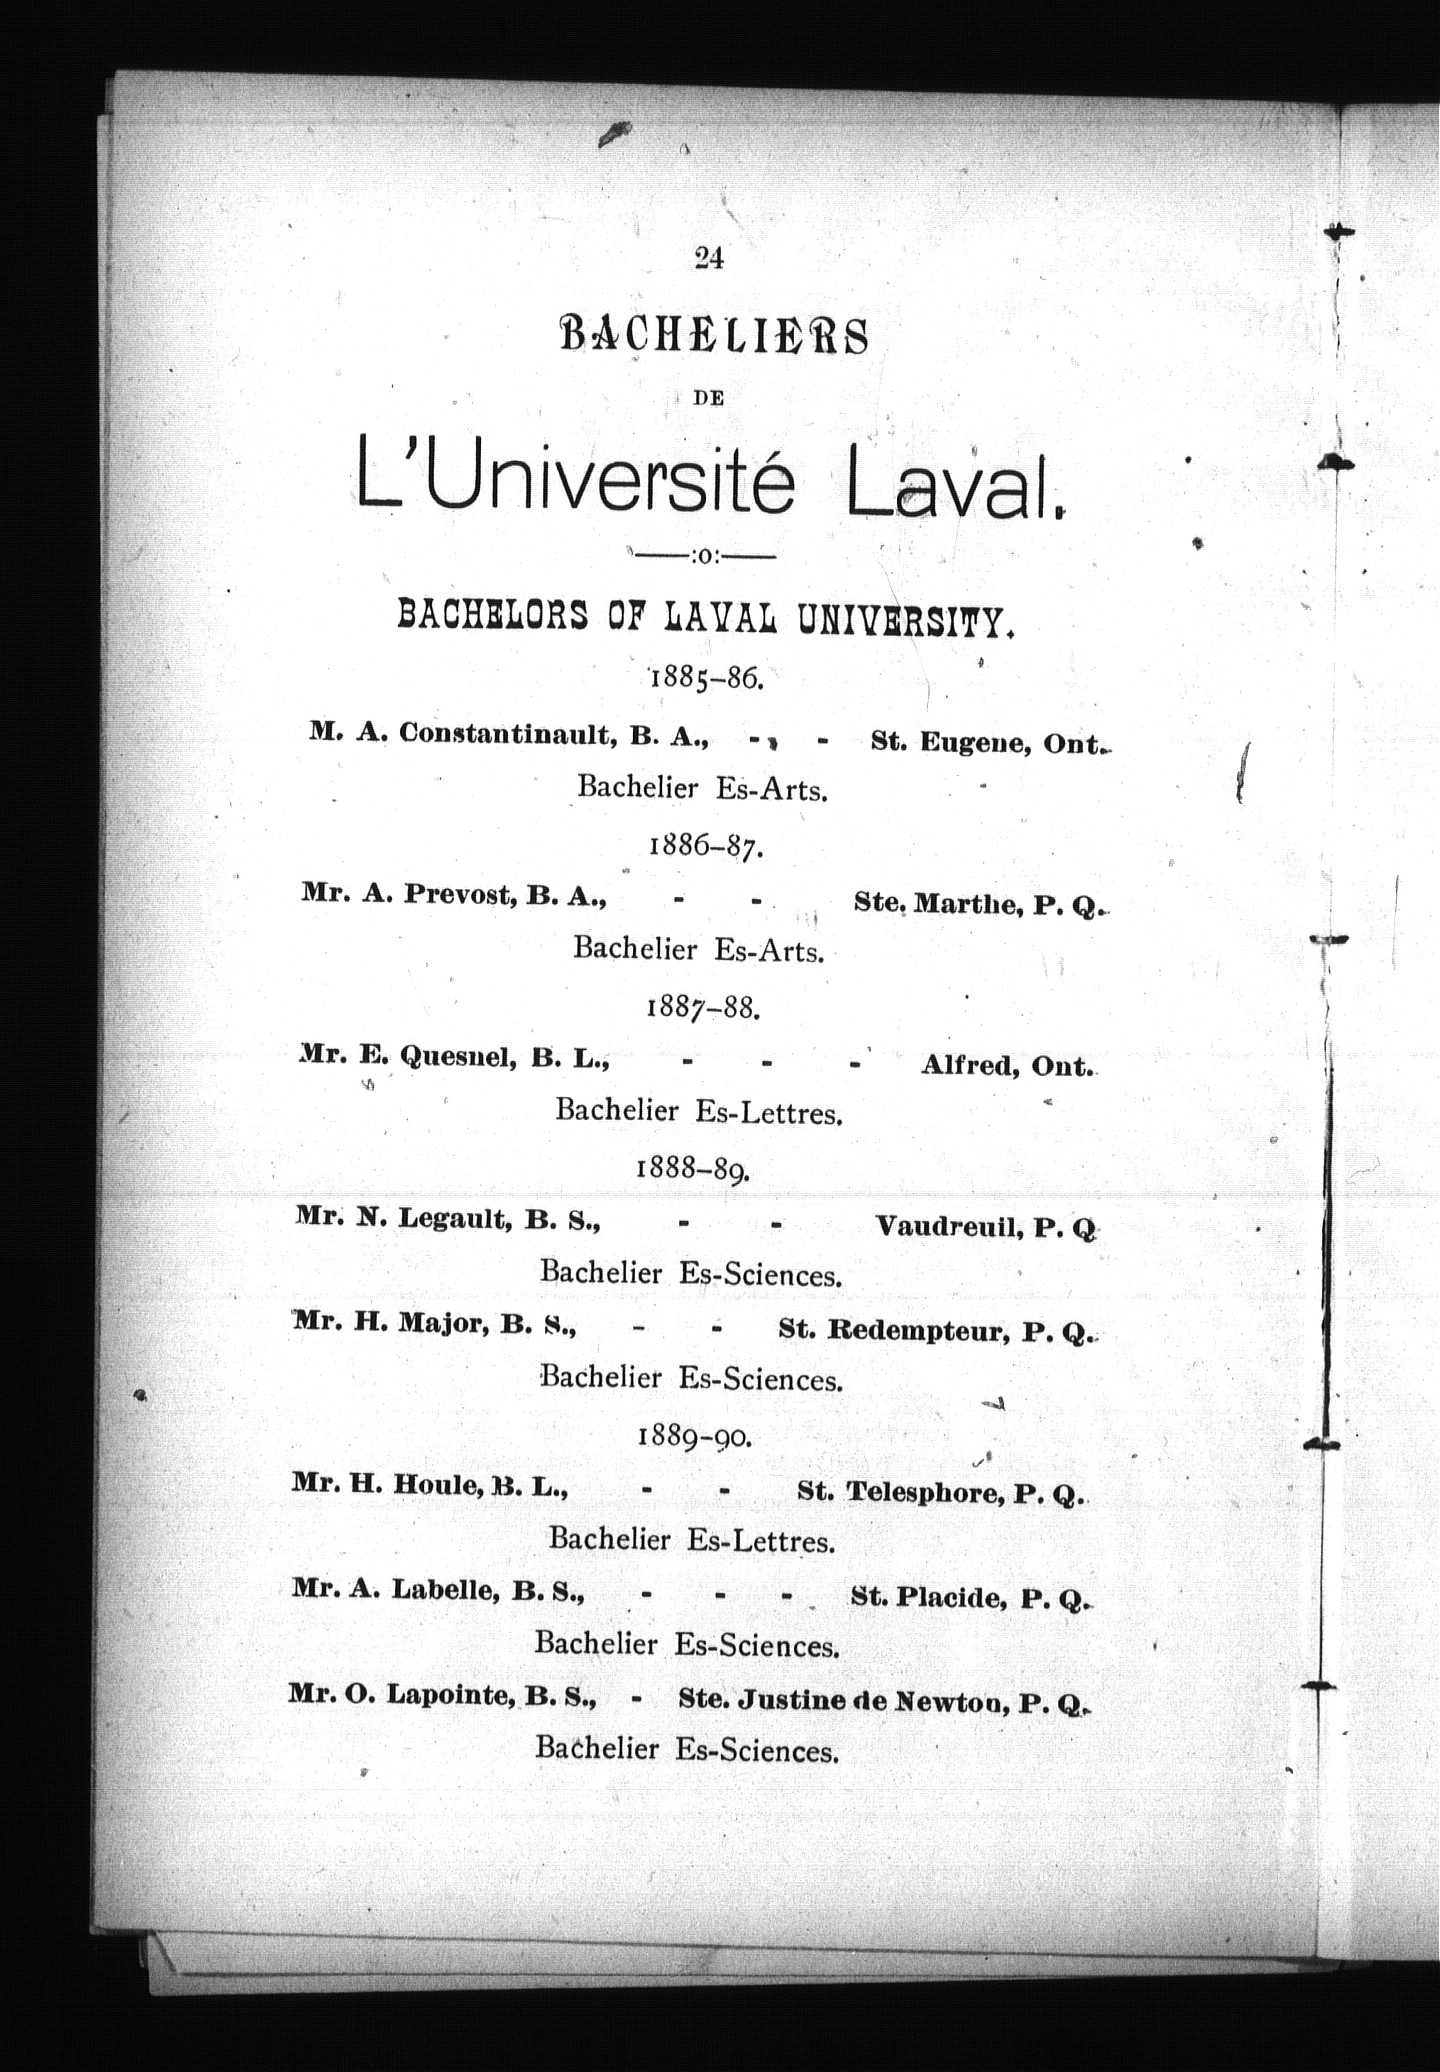 24
BACHELIERS
DE
L'Université Laval.
——:o:——
BACHELORS OF LAVAL UNIVERSITY.
1885-86.
M. A. Constantinault, B. A., - - St. Eugene, Ont.
Bachelier Es-Arts.
1886-87.
Mr. A. Prevost, B. A., - - Ste. Marthe, P. Q.
Bachelier Es-Arts.
1887-88.
Mr. E. Quesnel, B. L., - - - Alfred, Ont.
Bachelier Es-Lettres.
1888-89.
Mr. N. Legault, B. S., - - Vaudreuil, P. Q
Bachelier Es-Sciences.
Mr. H. Major, B. S., - - St. Redempteur, P. Q.
Bachelier Es-Sciences.
1889-90.
Mr. H. Houle, B. L., - - St. Telesphore, P. Q.
Bachelier Es-Lettres.
Mr. A. Labelle, B. S., - - - St. Placide, P. Q.
Bachelier Es-Sciences.
Mr. O. Lapointe, B. S., - Ste. Justine de Newton, P. Q.
Bachelier Es-Sciences.